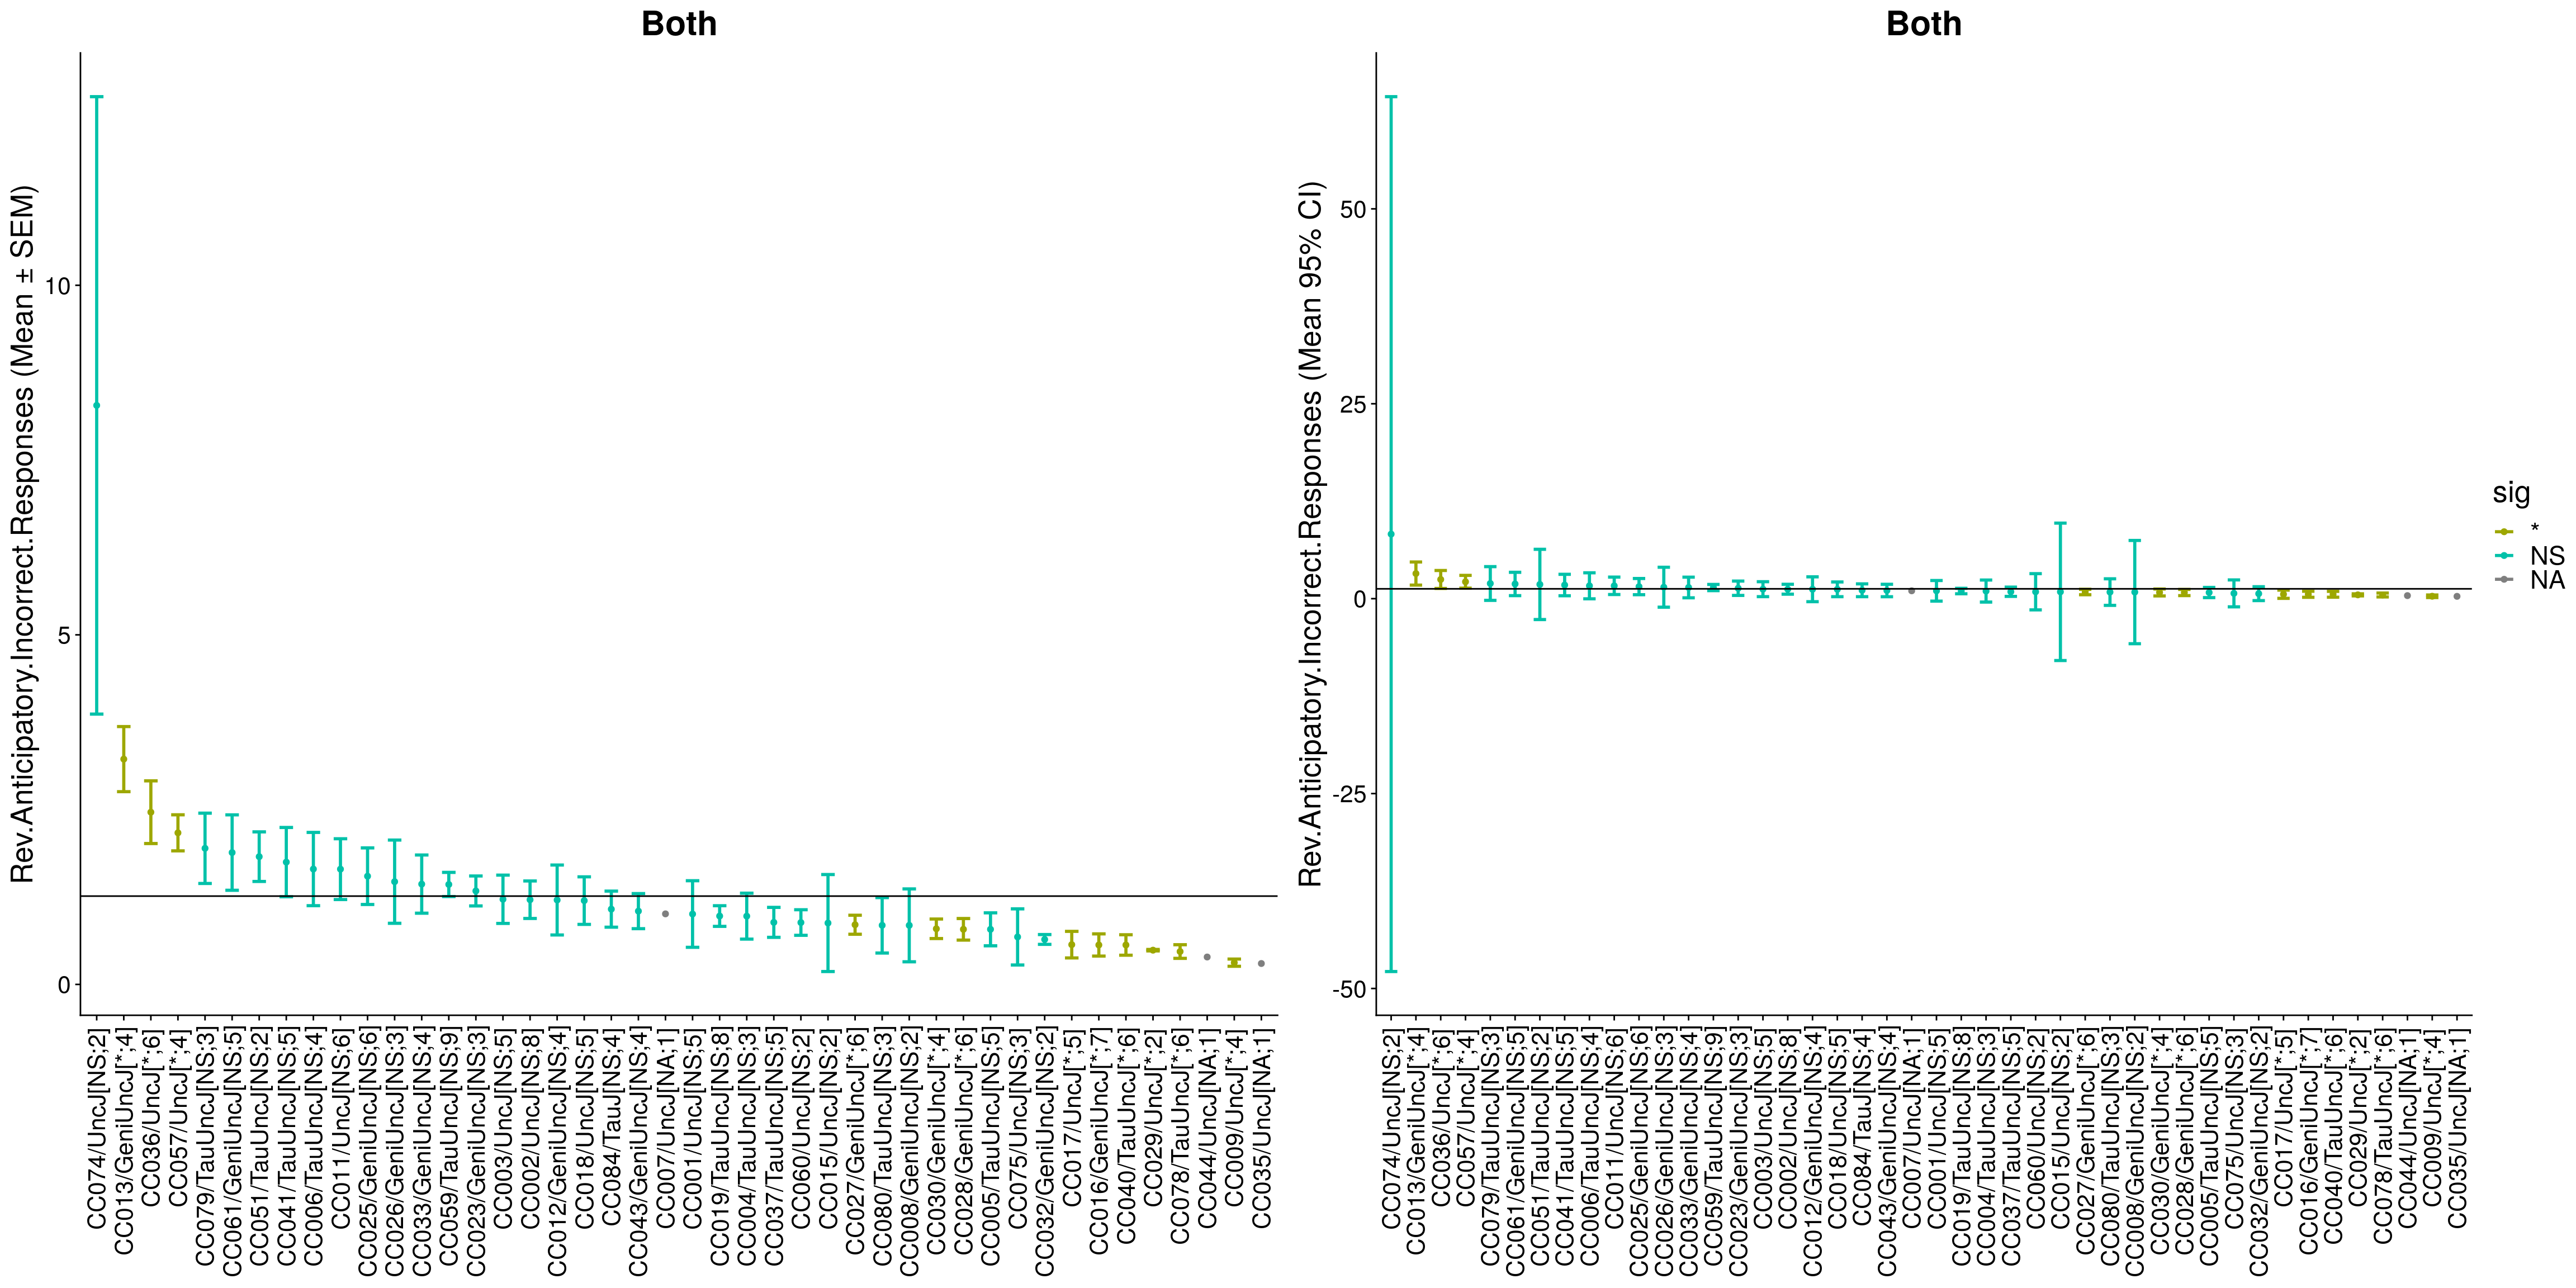 Both
Rev.Anticipatory.Incorrect.Responses (Mean ± SEM)
10
5
0
CC074/UncJ[NS;2]
CC013/GeniUncJ[*;4]
CC036/UncJ[*;6]
CC057/UncJ[*;4]
CC079/TauUncJ[NS;3]
CC061/GeniUncJ[NS;5]
CC051/TauUncJ[NS;2]
CC041/TauUncJ[NS;5]
CC006/TauUncJ[NS;4]
CC011/UncJ[NS;6]
CC025/GeniUncJ[NS;6]
CC026/GeniUncJ[NS;3]
CC033/GeniUncJ[NS;4]
CC059/TauUncJ[NS;9]
CC023/GeniUncJ[NS;3]
CC003/UncJ[NS;5]
CC002/UncJ[NS;8]
CC012/GeniUncJ[NS;4]
CC018/UncJ[NS;5]
CC084/TauJ[NS;4]
CC043/GeniUncJ[NS;4]
CC007/UncJ[NA;1]
CC001/UncJ[NS;5]
CC019/TauUncJ[NS;8]
CC004/TauUncJ[NS;3]
CC037/TauUncJ[NS;5]
CC060/UncJ[NS;2]
CC015/UncJ[NS;2]
CC027/GeniUncJ[*;6]
CC080/TauUncJ[NS;3]
CC008/GeniUncJ[NS;2]
CC030/GeniUncJ[*;4]
CC028/GeniUncJ[*;6]
CC005/TauUncJ[NS;5]
CC075/UncJ[NS;3]
CC032/GeniUncJ[NS;2]
CC017/UncJ[*;5]
CC016/GeniUncJ[*;7]
CC040/TauUncJ[*;6]
CC029/UncJ[*;2]
CC078/TauUncJ[*;6]
CC044/UncJ[NA;1]
CC009/UncJ[*;4]
CC035/UncJ[NA;1]
Both
Rev.Anticipatory.Incorrect.Responses (Mean 95% CI)
50
25
0
-25
-50
CC074/UncJ[NS;2]
CC013/GeniUncJ[*;4]
CC036/UncJ[*;6]
CC057/UncJ[*;4]
CC079/TauUncJ[NS;3]
CC061/GeniUncJ[NS;5]
CC051/TauUncJ[NS;2]
CC041/TauUncJ[NS;5]
CC006/TauUncJ[NS;4]
CC011/UncJ[NS;6]
CC025/GeniUncJ[NS;6]
CC026/GeniUncJ[NS;3]
CC033/GeniUncJ[NS;4]
CC059/TauUncJ[NS;9]
CC023/GeniUncJ[NS;3]
CC003/UncJ[NS;5]
CC002/UncJ[NS;8]
CC012/GeniUncJ[NS;4]
CC018/UncJ[NS;5]
CC084/TauJ[NS;4]
CC043/GeniUncJ[NS;4]
CC007/UncJ[NA;1]
CC001/UncJ[NS;5]
CC019/TauUncJ[NS;8]
CC004/TauUncJ[NS;3]
CC037/TauUncJ[NS;5]
CC060/UncJ[NS;2]
CC015/UncJ[NS;2]
CC027/GeniUncJ[*;6]
CC080/TauUncJ[NS;3]
CC008/GeniUncJ[NS;2]
CC030/GeniUncJ[*;4]
CC028/GeniUncJ[*;6]
CC005/TauUncJ[NS;5]
CC075/UncJ[NS;3]
CC032/GeniUncJ[NS;2]
CC017/UncJ[*;5]
CC016/GeniUncJ[*;7]
CC040/TauUncJ[*;6]
CC029/UncJ[*;2]
CC078/TauUncJ[*;6]
CC044/UncJ[NA;1]
CC009/UncJ[*;4]
CC035/UncJ[NA;1]
sig
*
NS
NA